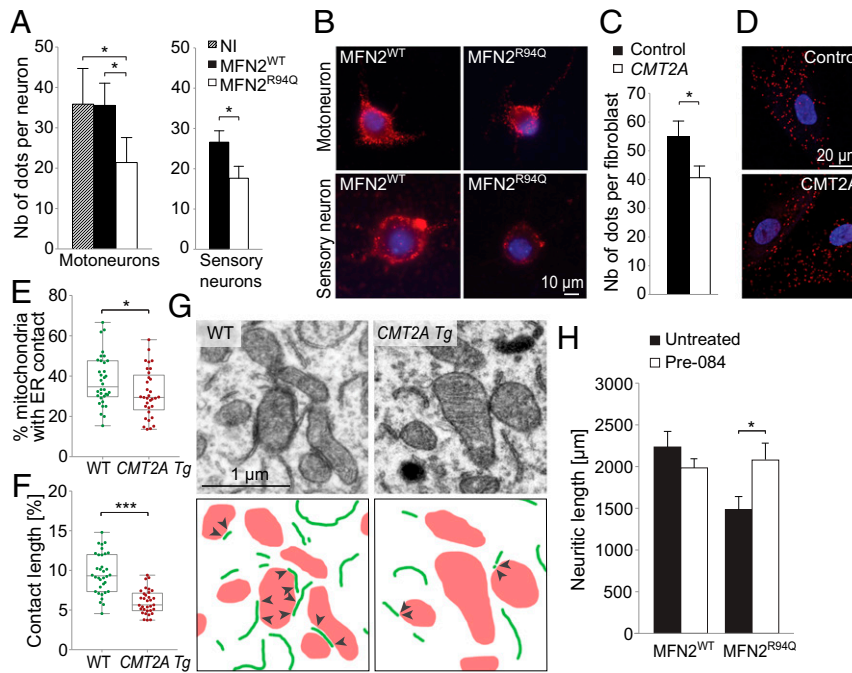 A
Nb of dots per neuron
50
40
30
20
10
0
*
*
Motoneurons
NI
MFN2WT
MFN2R94Q
50
40
30
20
10
0
*
Sensory
neurons
B
Motoneuron
MFN2WT
MFN2R94Q
Sensory neuron
MFN2WT
MFN2R94Q
10 µm
C
Control
CMT2A
Nb of dots per fibroblast
70
60
50
40
30
20
10
0
*
D
Control
20 µm
CMT2A
E
% mitochondria
with ER contact
80
60
40
20
0
*
WT CMT2A Tg
F
Contact length [%]
20
15
10
5
0
***
WT CMT2A Tg
G
WT
CMT2A Tg
1 µm
H
Untreated
Pre-084
Neuritic length [µm]
3000
2500
2000
1500
1000
500
0
*
MFN2WT MFN2R94Q